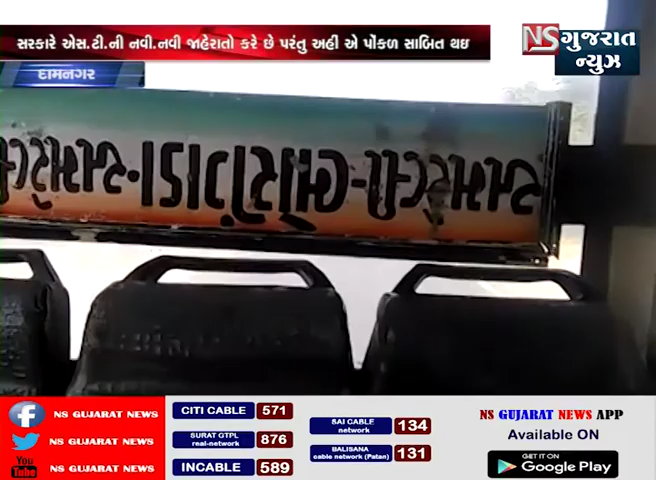 સરકારે એસ.ટી.ની નવી.નવી જાહેરાતો કરે છે પરંતુ અહી એ પોંકળ સાબિત થઇ
દામનગર
NS ગુજરાત
ન્યુઝ
NS GUJARAT NEWS
NS GUJARAT NEWS
You Tube NS GUJARAT NEWS
CITI CABLE 571
SURAT GTPL real-network 876
INCABLE 589
SAI CABLE network 134
BALISANA cable network (Patan) 131
NS GUJARAT NEWS APP
Available ON
GET IT ON
Google Play